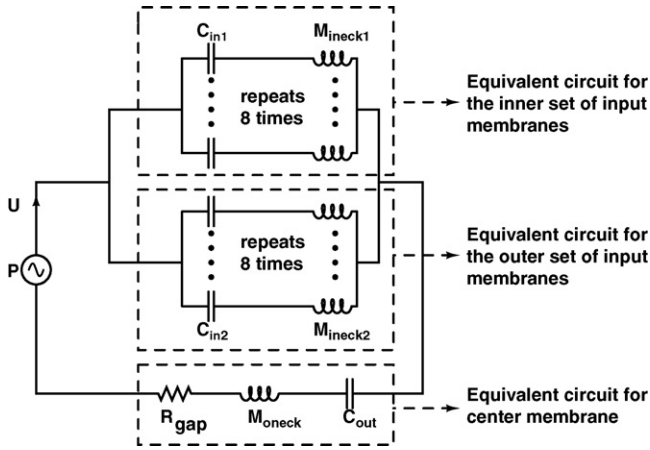 C_in1 M_ineck1
repeats
8 times
Equivalent circuit for
the inner set of input
membranes
U
P
repeats
8 times
C_in2 M_ineck2
Equivalent circuit for
the outer set of input
membranes
R_gap M_oneck C_out
Equivalent circuit for
center membrane